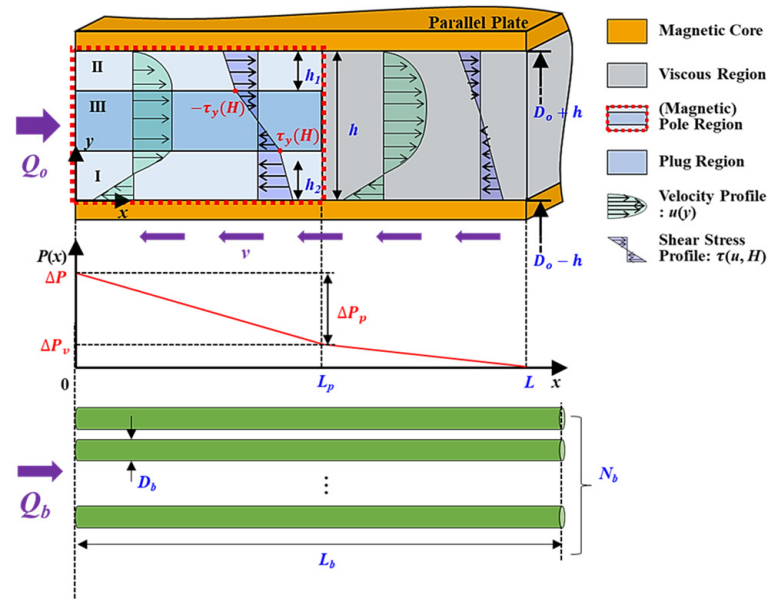 Parallel Plate
II
III
I
h₁
h
h₂
−τy(H)
τy(H)
y
x
Qo
Do+h
Do−h
v
Magnetic Core
Viscous Region
(Magnetic)
Pole Region
Plug Region
Velocity Profile
: u(y)
Shear Stress
Profile: τ(u, H)
P(x)
ΔP
ΔPp
ΔPv
0
Lp
L
x
Qb
Db
⋮
Nb
Lb